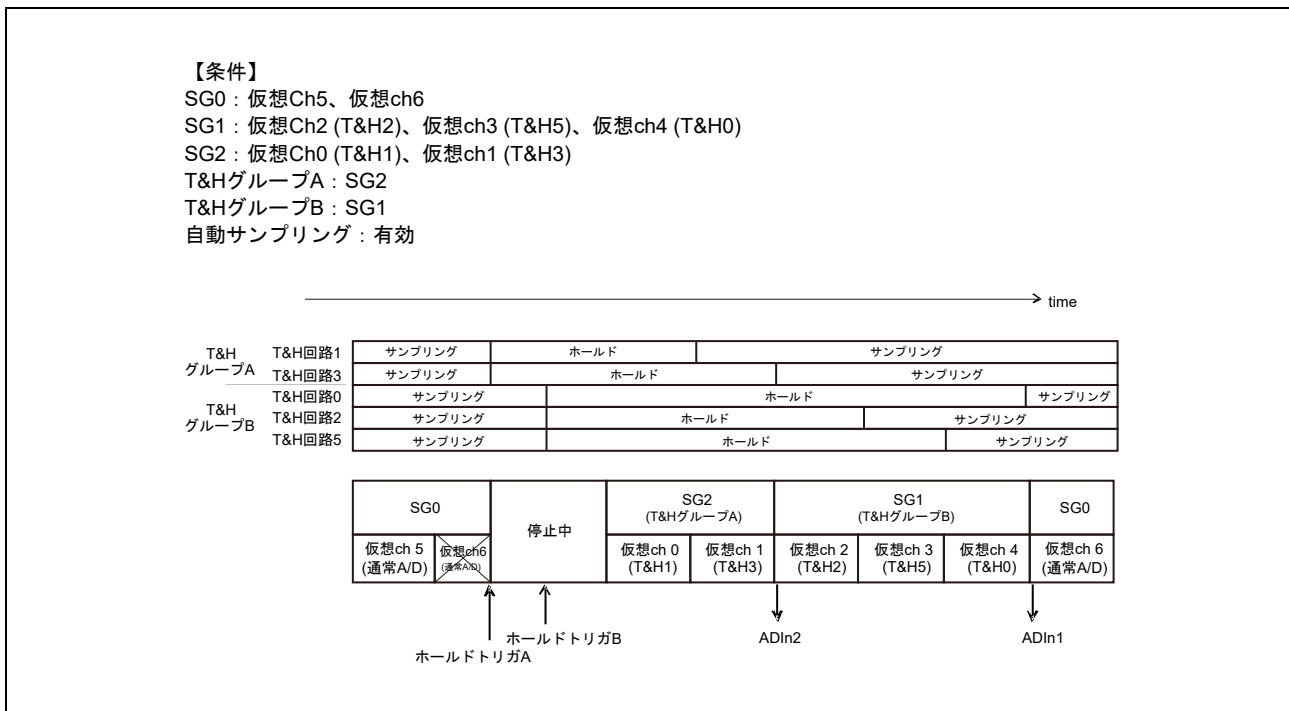 【条件】
SG0：仮想Ch5、仮想ch6
SG1：仮想Ch2 (T&H2)、仮想ch3 (T&H5)、仮想ch4 (T&H0)
SG2：仮想Ch0 (T&H1)、仮想ch1 (T&H3)
T&HグループA：SG2
T&HグループB：SG1
自動サンプリング：有効
time
T&H
グループA
T&H回路1 サンプリング ホールド サンプリング
T&H回路3 サンプリング ホールド サンプリング
T&H
グループB
T&H回路0 サンプリング ホールド サンプリング
T&H回路2 サンプリング ホールド サンプリング
T&H回路5 サンプリング ホールド サンプリング
SG0 停止中 SG2 SG1 SG0
(T&HグループA) (T&HグループB)
仮想ch 5 仮想ch6 仮想ch 0 仮想ch 1 仮想ch 2 仮想ch 3 仮想ch 4 仮想ch 6
(通常A/D) (通常A/D) (T&H1) (T&H3) (T&H2) (T&H5) (T&H0) (通常A/D)
ホールドトリガB ADIn2 ADIn1
ホールドトリガA